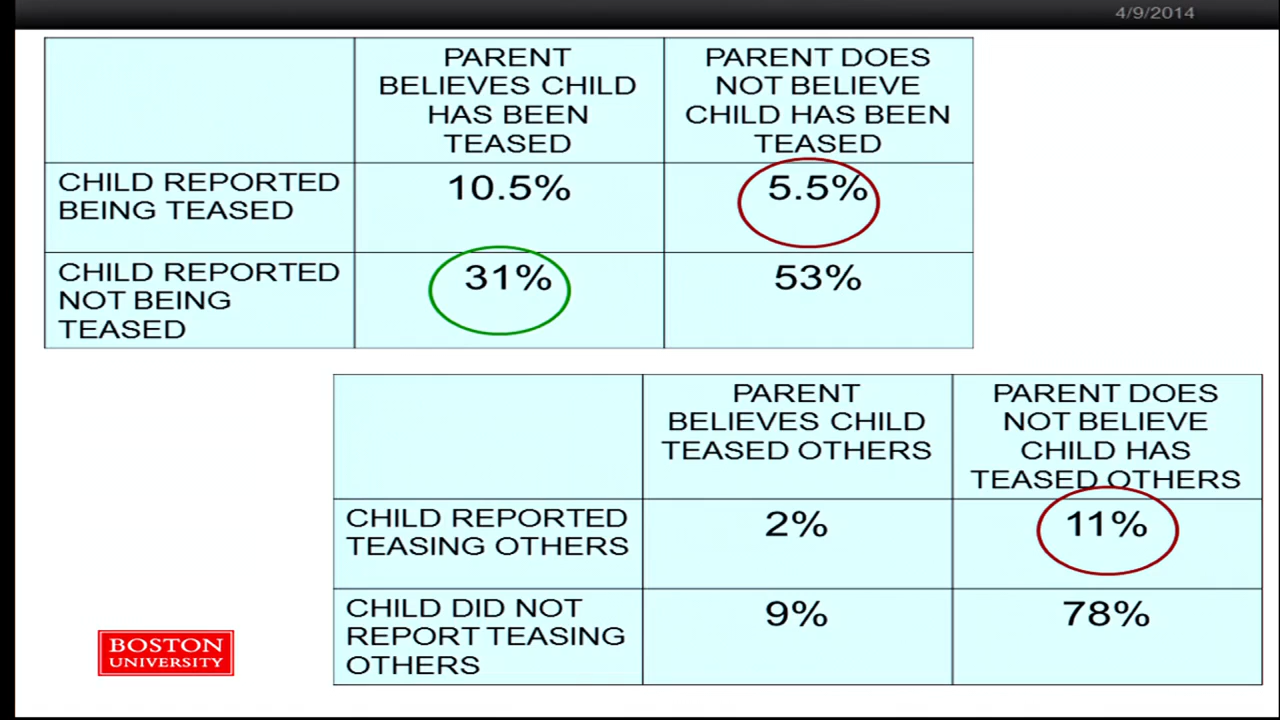 4/9/2014
PARENT
BELIEVES CHILD
HAS BEEN
TEASED
PARENT DOES
NOT BELIEVE
CHILD HAS BEEN
TEASED
CHILD REPORTED
BEING TEASED
10.5%
5.5%
CHILD REPORTED
NOT BEING
TEASED
31%
53%
PARENT
BELIEVES CHILD
TEASED OTHERS
PARENT DOES
NOT BELIEVE
CHILD HAS
TEASED OTHERS
CHILD REPORTED
TEASING OTHERS
2%
11%
CHILD DID NOT
REPORT TEASING
OTHERS
9%
78%
BOSTON
UNIVERSITY